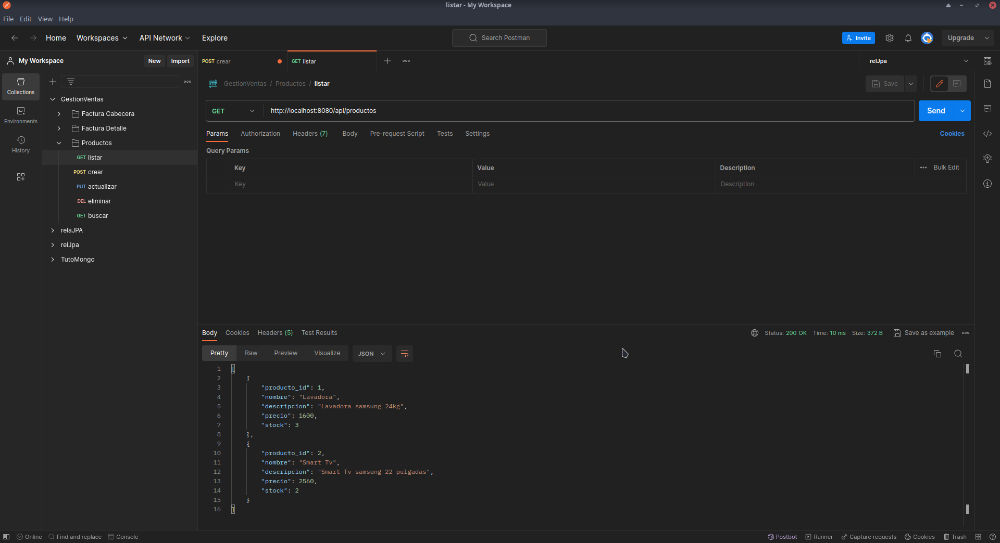 listar - My Workspace
File Edit View Help
Home Workspaces API Network Explore
Search Postman
Invite
Upgrade
My Workspace
New Import
POST crear
GET listar
relJpa
Collections
Environments
History
GestionVentas
Factura Cabecera
Factura Detalle
Productos
GET listar
POST crear
PUT actualizar
DEL eliminar
GET buscar
relaJPA
relJpa
TutoMongo
HTTP GestionVentas / Productos / listar
Save
GET http://localhost:8080/api/productos
Send
Params Authorization Headers (7) Body Pre-request Script Tests Settings
Cookies
Query Params
Key Value Description Bulk Edit
Key Value Description
Body Cookies Headers (5) Test Results
Status: 200 OK Time: 10 ms Size: 372 B Save as example
Pretty Raw Preview Visualize JSON
1 [
2 {
3 "producto_id": 1,
4 "nombre": "Lavadora",
5 "descripcion": "Lavadora samsung 24kg",
6 "precio": 1600,
7 "stock": 3
8 },
9 {
10 "producto_id": 2,
11 "nombre": "Smart Tv",
12 "descripcion": "Smart Tv samsung 22 pulgadas",
13 "precio": 2560,
14 "stock": 2
15 }
16 ]
Online Find and replace Console
Postbot Runner Capture requests Cookies Trash